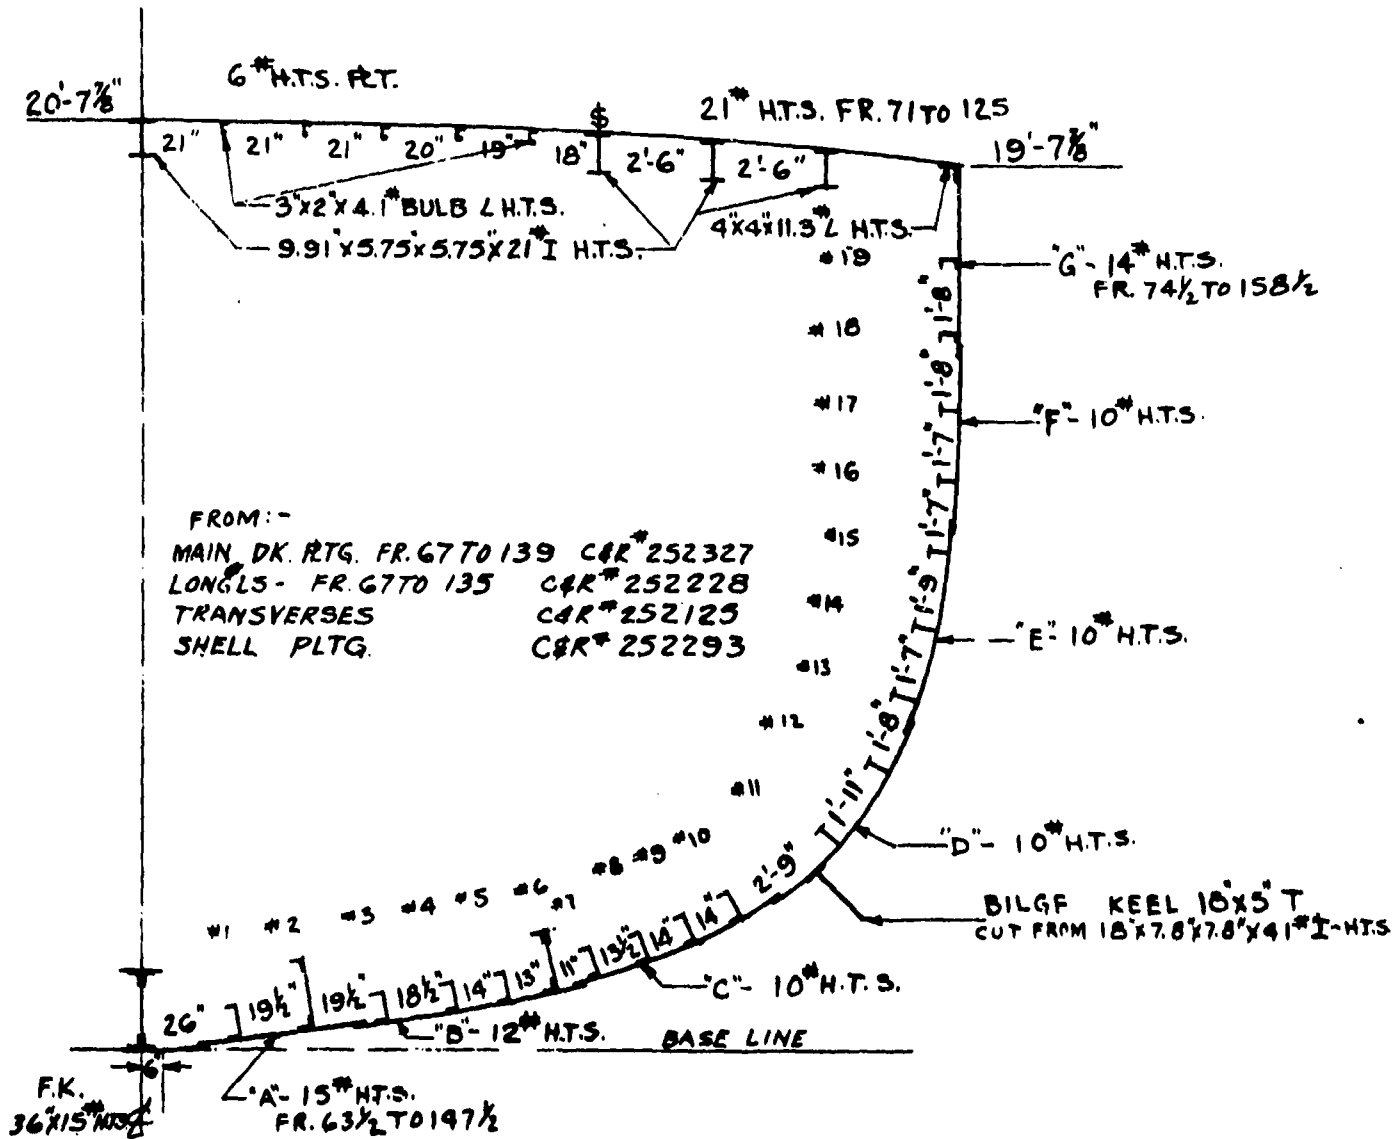 6# H.T.S. PLT.
20'-7⅞"
21# H.T.S. FR. 71 TO 125
19'-7⅞"
21" 21" 21" 20" 19" 18" 2'-6" 2'-6"
3"x2"x4.1# BULB L H.T.S.
4"x4"x11.3# L H.T.S.
9.91"x5.75"x5.75"x21# I H.T.S.
#19
"G"- 14# H.T.S.
FR. 74½ TO 158½
1'-8"
#18
1'-8"
#17
"F"- 10# H.T.S.
1'-7"
#16
1'-7"
FROM:-
MAIN DK. PLTG. FR. 67 TO 139 C&R# 252327
LONGLS- FR. 67 TO 135 C&R# 252228
TRANSVERSES C&R# 252125
SHELL PLTG. C&R# 252293
#15
1'-9"
#14
"E"- 10# H.T.S.
1'-7"
#13
1'-8"
#12
1'-11"
#11
"D"- 10# H.T.S.
#1 #2 #3 #4 #5 #6 #7 #8 #9 #10
2'-9"
BILGE KEEL 18"x5" T
CUT FROM 18"x7.8"x7.8"x41# I-HTS
26" 19½" 19½" 18½" 14" 13" 11" 13½" 14" 14"
"C"- 10# H.T.S.
"B"- 12# H.T.S.
BASE LINE
6"
F.K.
36"x15# HTS
"A"- 15# H.T.S.
FR. 63½ TO 147½